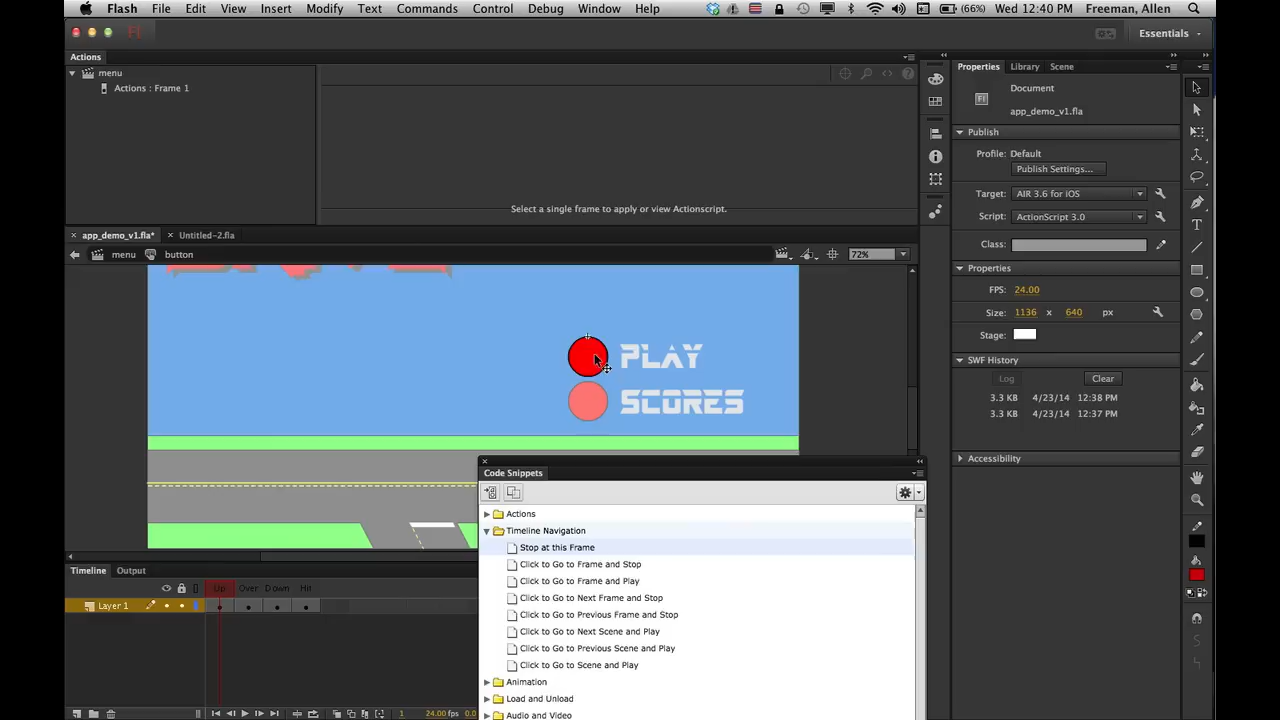 Flash File Edit View Insert Modify Text Commands Control Debug Window Help (66%) Wed 12:40 PM Freeman, Allen
Fl Essentials
Actions
menu
Actions : Frame 1
Select a single frame to apply or view Actionscript.
app_demo_v1.fla* Untitled-2.fla
menu button 72%
PLAY
SCORES
Code Snippets
Actions
Timeline Navigation
Stop at this Frame
Click to Go to Frame and Stop
Click to Go to Frame and Play
Click to Go to Next Frame and Stop
Click to Go to Previous Frame and Stop
Click to Go to Next Scene and Play
Click to Go to Previous Scene and Play
Click to Go to Scene and Play
Animation
Load and Unload
Audio and Video
Timeline Output
Up Over Down Hit
Layer 1
1 24.00 fps 0.0
Properties Library Scene
Fl Document
app_demo_v1.fla
Publish
Profile: Default
Publish Settings...
Target: AIR 3.6 for iOS
Script: ActionScript 3.0
Class:
Properties
FPS: 24.00
Size: 1136 x 640 px
Stage:
SWF History
Log Clear
3.3 KB 4/23/14 12:38 PM
3.3 KB 4/23/14 12:37 PM
Accessibility